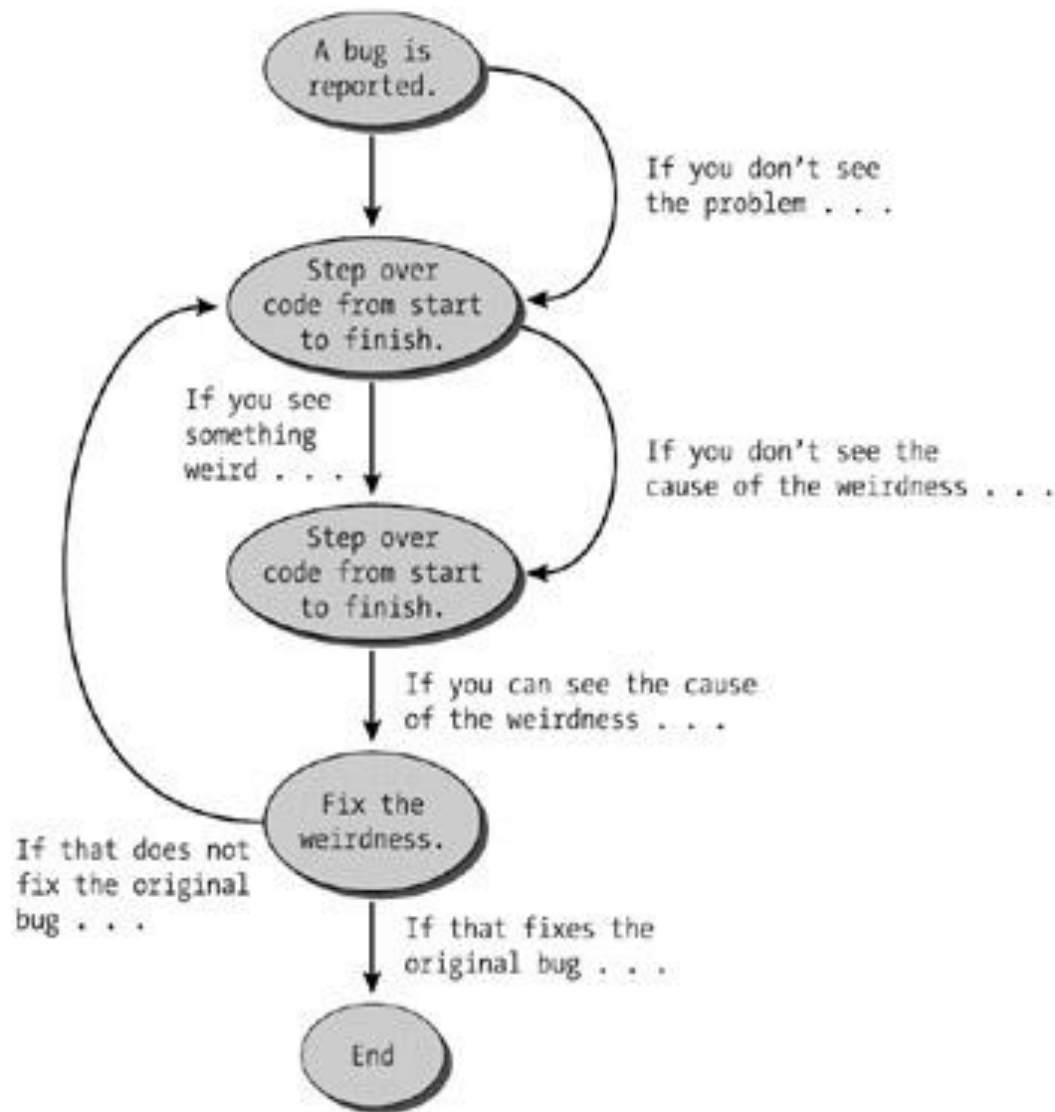 A bug is
reported.
If you don't see
the problem . . .
Step over
code from start
to finish.
If you see
something
weird . . .
If you don't see the
cause of the weirdness . . .
Step over
code from start
to finish.
If you can see the cause
of the weirdness . . .
Fix the
weirdness.
If that does not
fix the original
bug . . .
If that fixes the
original bug . . .
End